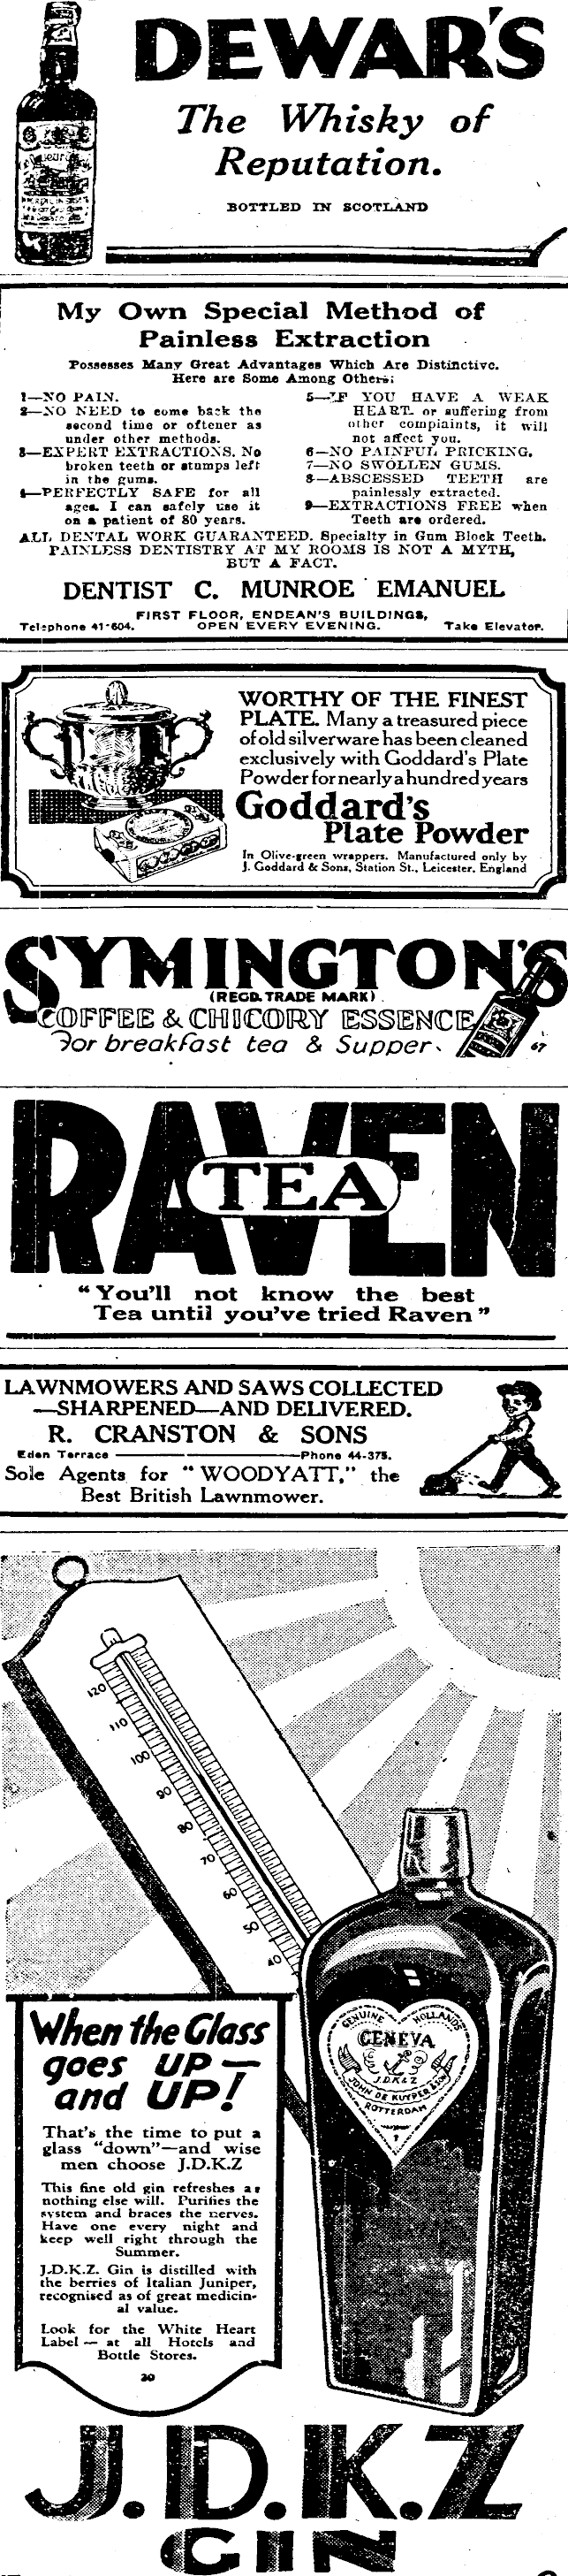 DEWAR'S
The Whisky of
Reputation.
BOTTLED IN SCOTLAND
My Own Special Method of
Painless Extraction
Possesses Many Great Advantages Which Are Distinctive.
Here are Some Among Others:
1—NO PAIN.
2—NO NEED to come back the
second time or oftener as
under other methods.
3—EXPERT EXTRACTIONS. No
broken teeth or stumps left
in the gums.
4—PERFECTLY SAFE for all
ages. I can safely use it
on a patient of 80 years.
5—IF YOU HAVE A WEAK
HEART. or suffering from
other complaints, it will
not affect you.
6—NO PAINFUL PRICKING.
7—NO SWOLLEN GUMS.
8—ABSCESSED TEETH are
painlessly extracted.
9—EXTRACTIONS FREE when
Teeth are ordered.
ALL DENTAL WORK GUARANTEED. Specialty in Gum Block Teeth.
PAINLESS DENTISTRY AT MY ROOMS IS NOT A MYTH,
BUT A FACT.
DENTIST C. MUNROE EMANUEL
FIRST FLOOR, ENDEAN'S BUILDINGS,
Telephone 41-604. OPEN EVERY EVENING. Take Elevator.
WORTHY OF THE FINEST
PLATE. Many a treasured piece
of old silverware has been cleaned
exclusively with Goddard's Plate
Powder for nearly a hundred years
Goddard's
Plate Powder
In Olive-green wrappers. Manufactured only by
J. Goddard & Sons, Station St., Leicester, England
SYMINGTON'S
(REGD. TRADE MARK)
COFFEE & CHICORY ESSENCE
For breakfast tea & Supper.
67
RAVEN
TEA
"You'll not know the best
Tea until you've tried Raven"
LAWNMOWERS AND SAWS COLLECTED
—SHARPENED—AND DELIVERED.
R. CRANSTON & SONS
Eden Terrace — Phone 44-375.
Sole Agents for "WOODYATT," the
Best British Lawnmower.
120
110
100
90
80
70
60
50
40
GENUINE HOLLANDS
GENEVA
J.D.K & Z
JOHN DE KUYPER & SON
ROTTERDAM
When the Glass
goes UP—
and UP!
That's the time to put a
glass "down"—and wise
men choose J.D.K.Z
This fine old gin refreshes as
nothing else will. Purifies the
system and braces the nerves.
Have one every night and
keep well right through the
Summer.
J.D.K.Z. Gin is distilled with
the berries of Italian Juniper,
recognised as of great medicin-
al value.
Look for the White Heart
Label — at all Hotels and
Bottle Stores.
20
J.D.K.Z
GIN